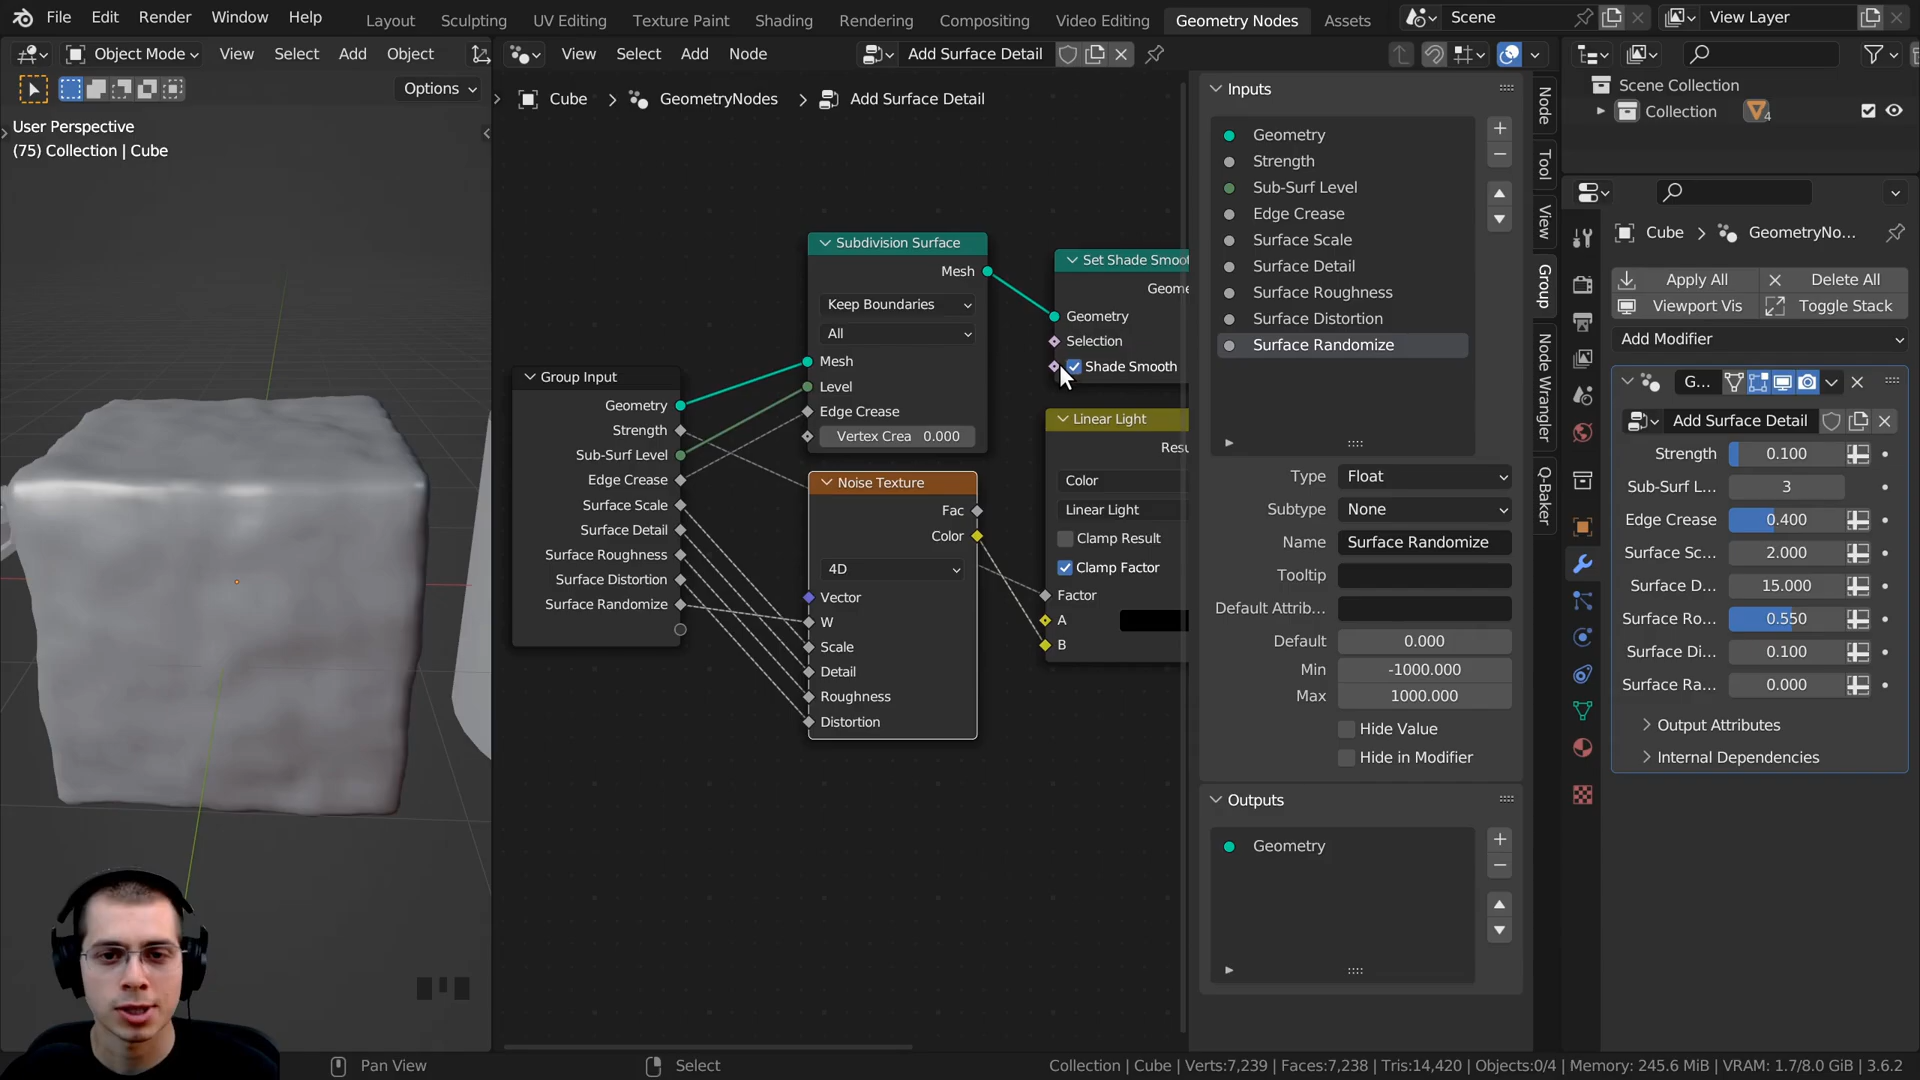 File Edit Render Window Help Layout Sculpting UV Editing Texture Paint Shading Rendering Compositing Video Editing Geometry Nodes Assets Scene View Layer
Object Mode View Select Add Object View Select Add Node Add Surface Detail
Options Cube GeometryNodes Add Surface Detail
User Perspective
(75) Collection | Cube
Subdivision Surface
Mesh
Keep Boundaries
All
Mesh
Level
Edge Crease
Vertex Crea 0.000
Set Shade Smoot
Geome
Geometry
Selection
Shade Smooth
Group Input
Geometry
Strength
Sub-Surf Level
Edge Crease
Surface Scale
Surface Detail
Surface Roughness
Surface Distortion
Surface Randomize
Noise Texture
Fac
Color
4D
Vector
W
Scale
Detail
Roughness
Distortion
Linear Light
Resu
Color
Linear Light
Clamp Result
Clamp Factor
Factor
A
B
Inputs
Geometry
Strength
Sub-Surf Level
Edge Crease
Surface Scale
Surface Detail
Surface Roughness
Surface Distortion
Surface Randomize
Type Float
Subtype None
Name Surface Randomize
Tooltip
Default Attrib...
Default 0.000
Min -1000.000
Max 1000.000
Hide Value
Hide in Modifier
Outputs
Geometry
Node
Tool
View
Group
Node Wrangler
Q-Baker
Scene Collection
Collection 4
Cube GeometryNo...
Apply All Delete All
Viewport Vis Toggle Stack
Add Modifier
G...
Add Surface Detail
Strength 0.100
Sub-Surf L... 3
Edge Crease 0.400
Surface Sc... 2.000
Surface D... 15.000
Surface Ro... 0.550
Surface Di... 0.100
Surface Ra... 0.000
Output Attributes
Internal Dependencies
Pan View Select Collection | Cube | Verts:7,239 | Faces:7,238 | Tris:14,420 | Objects:0/4 | Memory: 245.6 MiB | VRAM: 1.7/8.0 GiB | 3.6.2